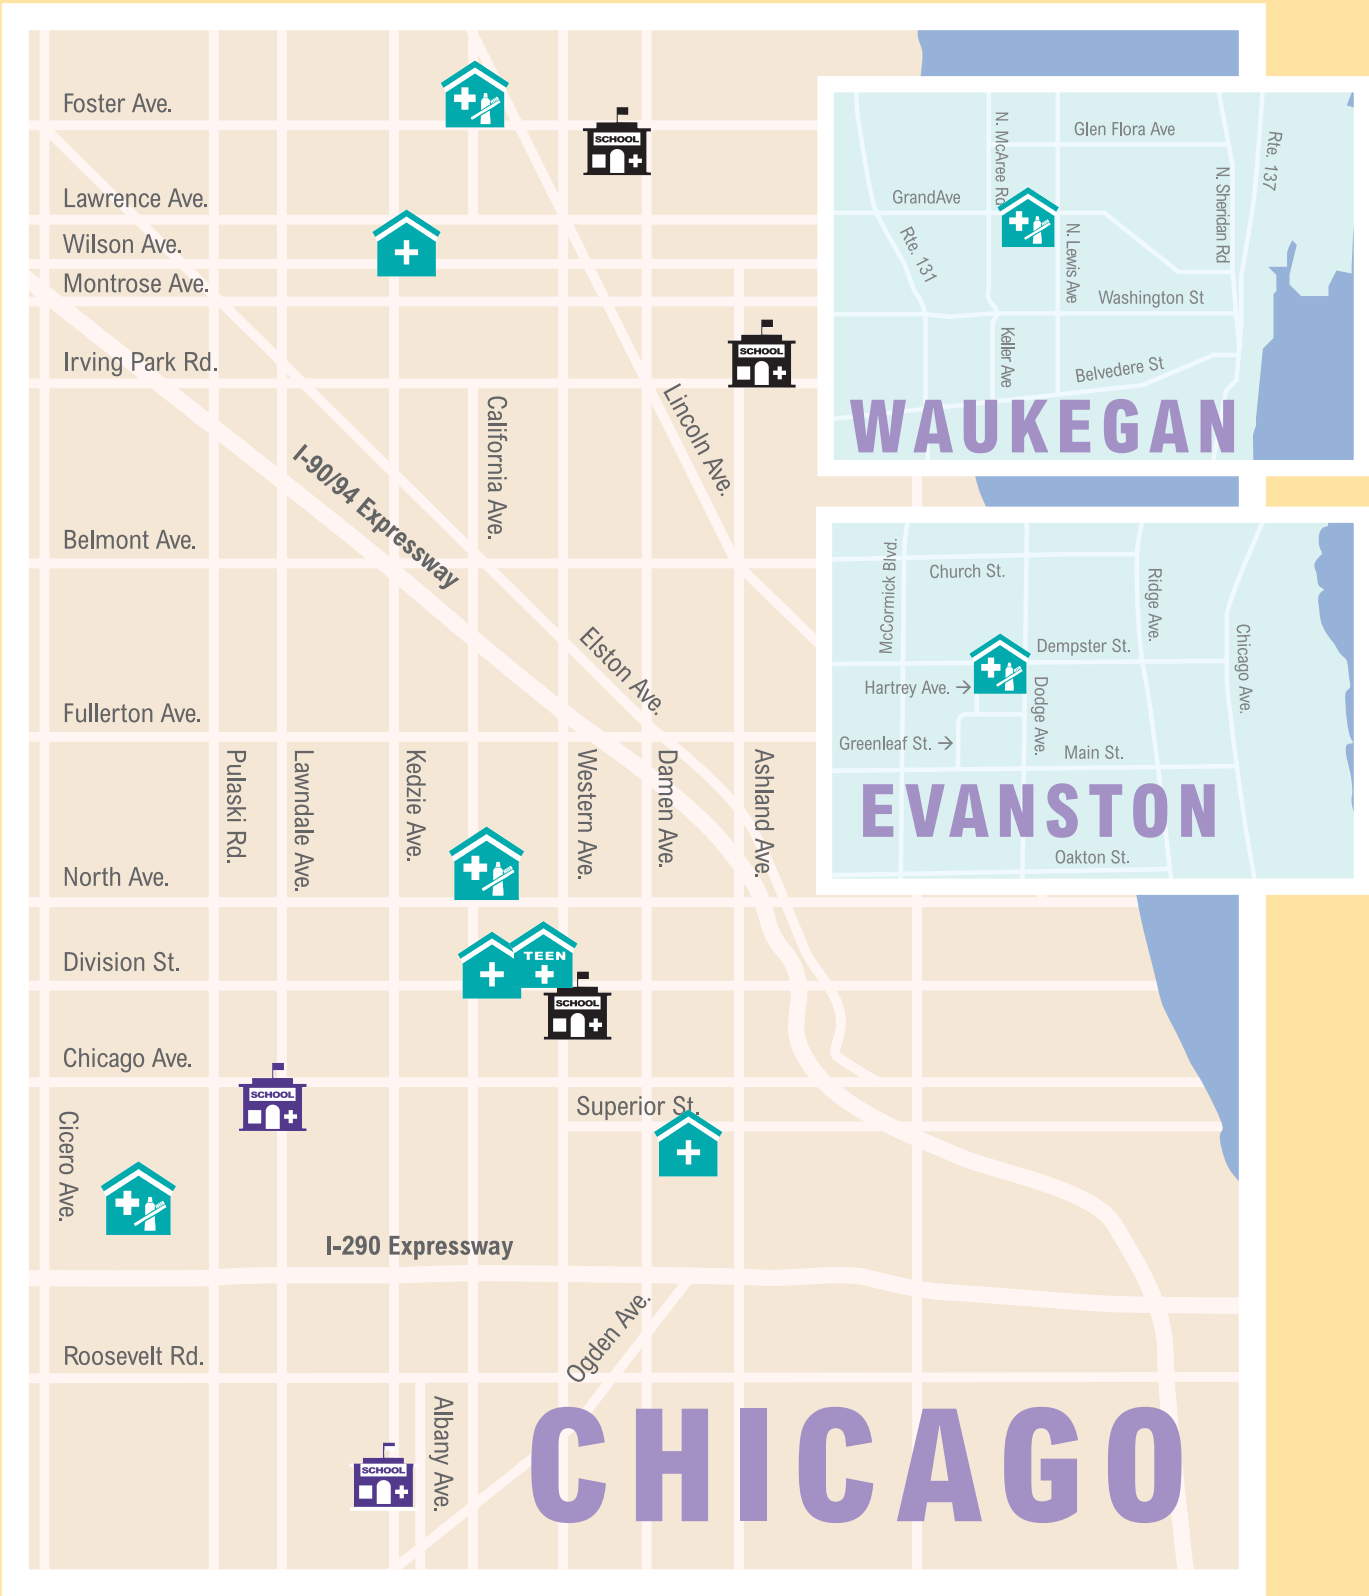 Foster Ave.
SCHOOL
Lawrence Ave.
Wilson Ave.
Montrose Ave.
Irving Park Rd.
SCHOOL
Lincoln Ave.
California Ave.
I-90/94 Expressway
Belmont Ave.
Elston Ave.
Fullerton Ave.
Pulaski Rd.
Lawndale Ave.
Kedzie Ave.
Western Ave.
Damen Ave.
Ashland Ave.
North Ave.
Division St.
TEEN
SCHOOL
Chicago Ave.
SCHOOL
Superior St.
Cicero Ave.
I-290 Expressway
Ogden Ave.
Roosevelt Rd.
Albany Ave.
SCHOOL
CHICAGO
N. McAree Rd
Glen Flora Ave
Rte. 137
GrandAve
N. Sheridan Rd
Rte. 131
N. Lewis Ave
Washington St
Keller Ave
Belvedere St
WAUKEGAN
McCormick Blvd.
Church St.
Ridge Ave.
Chicago Ave.
Dempster St.
Hartrey Ave. →
Dodge Ave.
Greenleaf St. →
Main St.
EVANSTON
Oakton St.